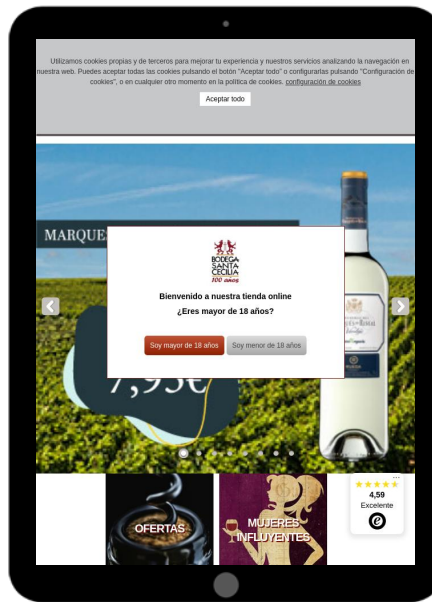 Utilizamos cookies propias y de terceros para mejorar tu experiencia y nuestros servicios analizando la navegación en
nuestra web. Puedes aceptar todas las cookies pulsando el botón "Aceptar todo" o configurarlas pulsando "Configuración de
cookies", o en cualquier otro momento en la política de cookies. configuración de cookies
Aceptar todo
MARQUE
BODEGA
SANTA
CECILIA
100 años
Bienvenido a nuestra tienda online
¿Eres mayor de 18 años?
Soy mayor de 18 años
Soy menor de 18 años
7,95€
OFERTAS
MUJERES
INFLUYENTES
4,59
Excelente